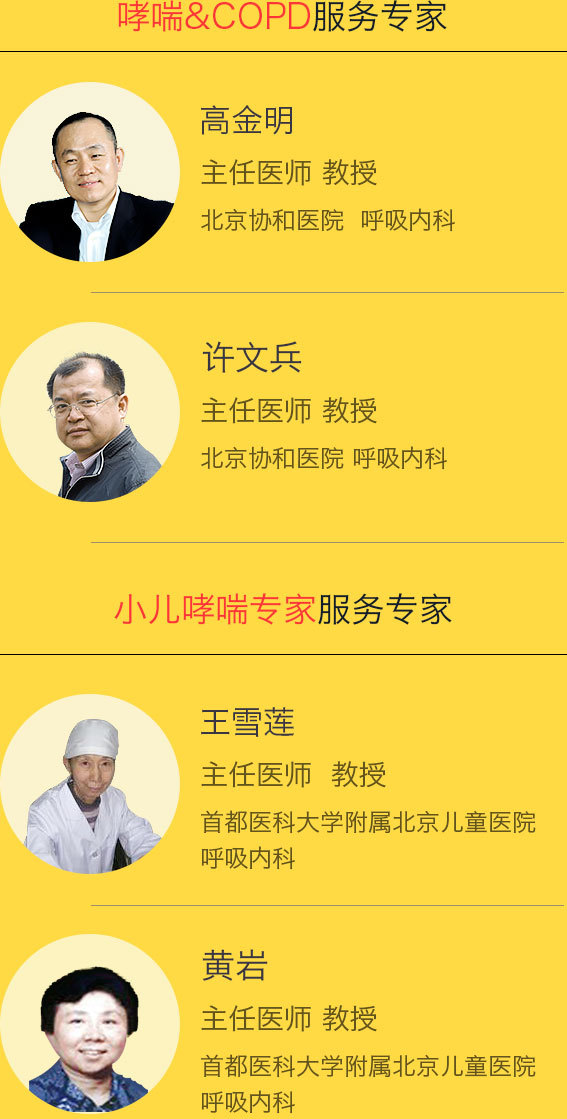 哮喘&COPD服务专家
高金明
主任医师 教授
北京协和医院 呼吸内科
许文兵
主任医师 教授
北京协和医院 呼吸内科
小儿哮喘专家服务专家
王雪莲
主任医师 教授
首都医科大学附属北京儿童医院
呼吸内科
黄岩
主任医师 教授
首都医科大学附属北京儿童医院
呼吸内科